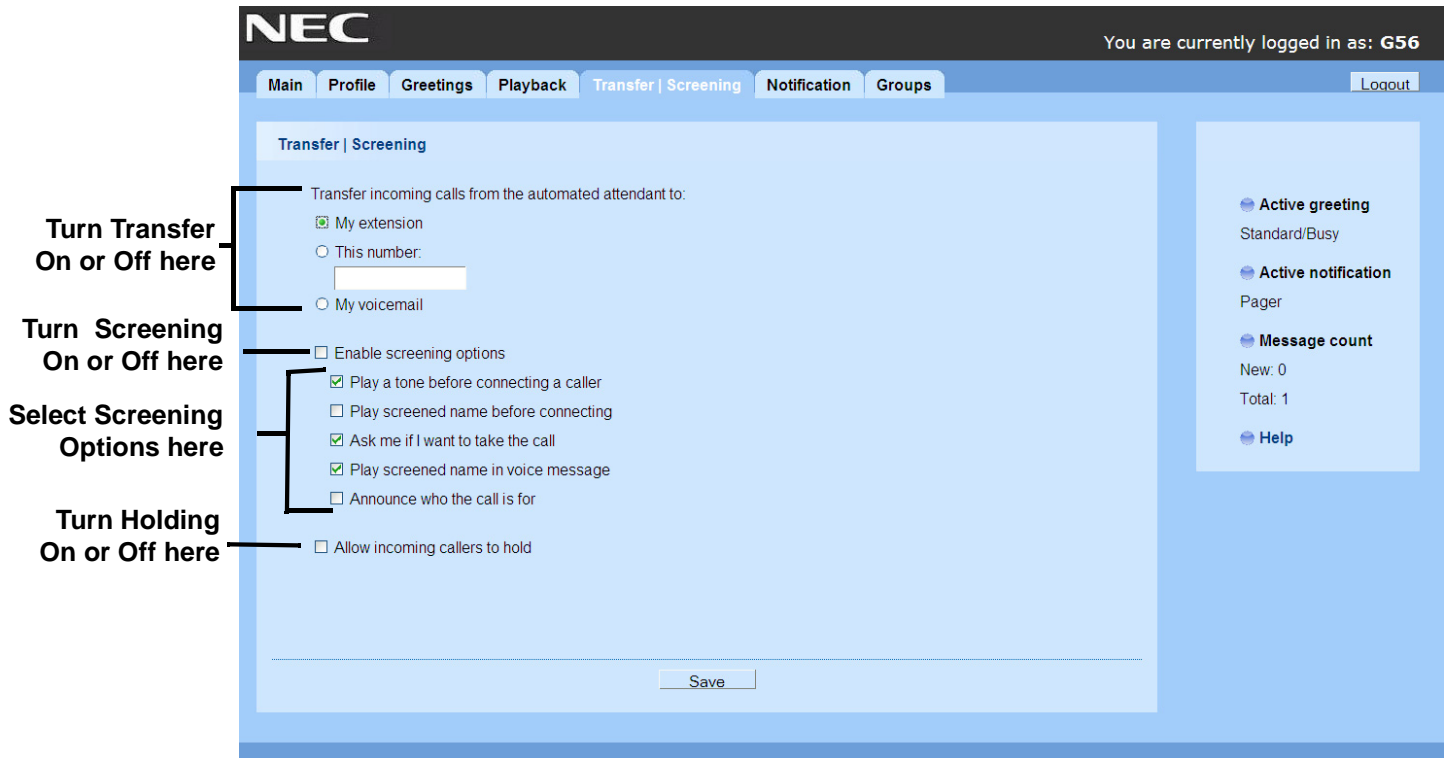 NEC
You are currently logged in as: G56
Main Profile Greetings Playback Transfer | Screening Notification Groups
Logout
Transfer | Screening
Transfer incoming calls from the automated attendant to:
My extension
This number:
My voicemail
Enable screening options
Play a tone before connecting a caller
Play screened name before connecting
Ask me if I want to take the call
Play screened name in voice message
Announce who the call is for
Allow incoming callers to hold
Save
Active greeting
Standard/Busy
Active notification
Pager
Message count
New: 0
Total: 1
Help
Turn Transfer
On or Off here
Turn Screening
On or Off here
Select Screening
Options here
Turn Holding
On or Off here